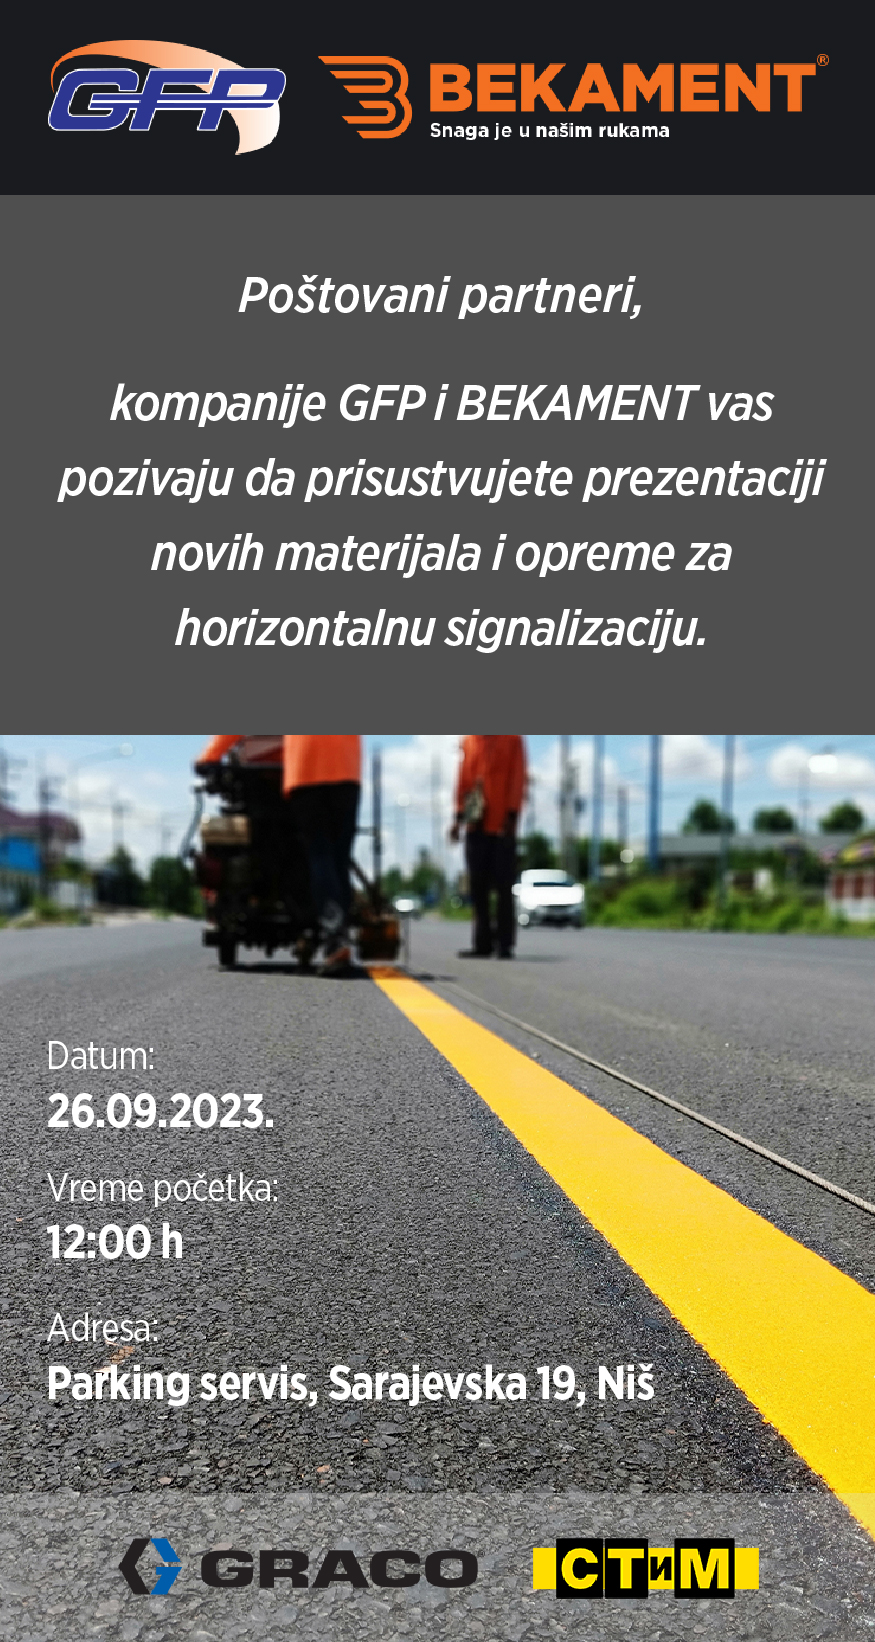 GFP
BEKAMENT®
Snaga je u našim rukama
Poštovani partneri,
kompanije GFP i BEKAMENT vas
pozivaju da prisustvujete prezentaciji
novih materijala i opreme za
horizontalnu signalizaciju.
Datum:
26.09.2023.
Vreme početka:
12:00 h
Adresa:
Parking servis, Sarajevska 19, Niš
GRACO
СТиМ